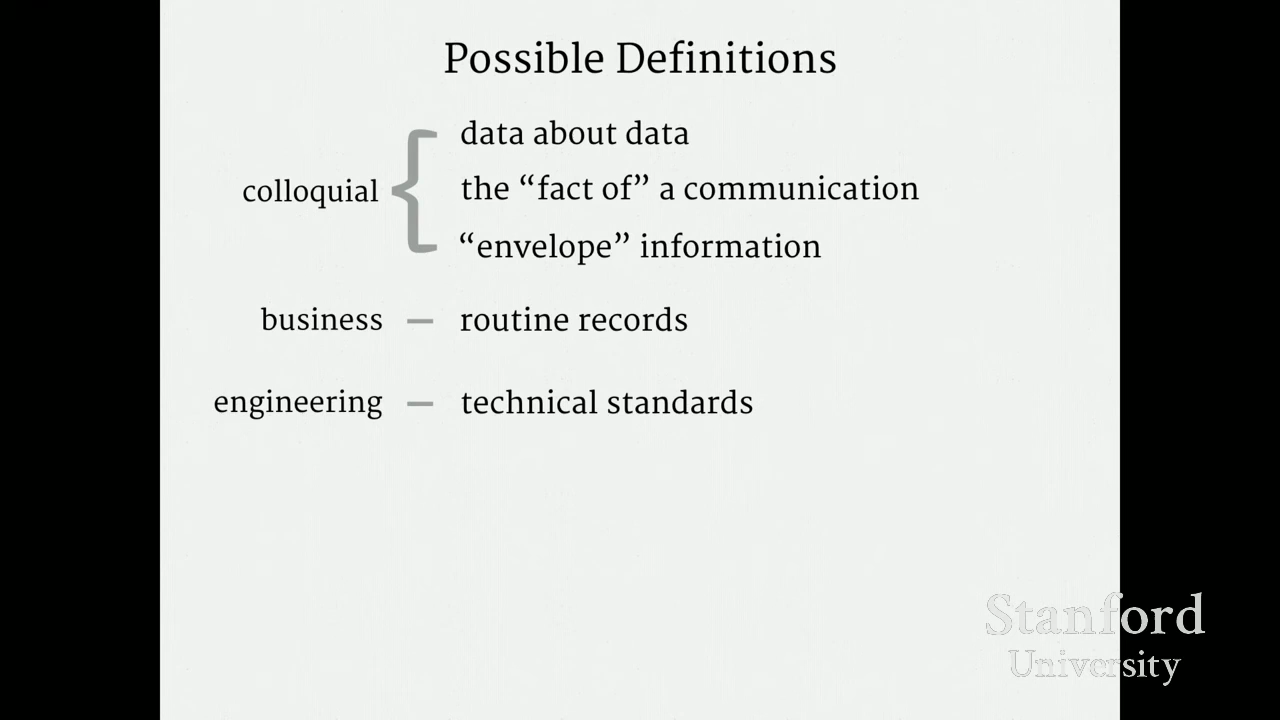 Possible Definitions
data about data
colloquial { the “fact of” a communication
“envelope” information
business — routine records
engineering — technical standards
Stanford
University